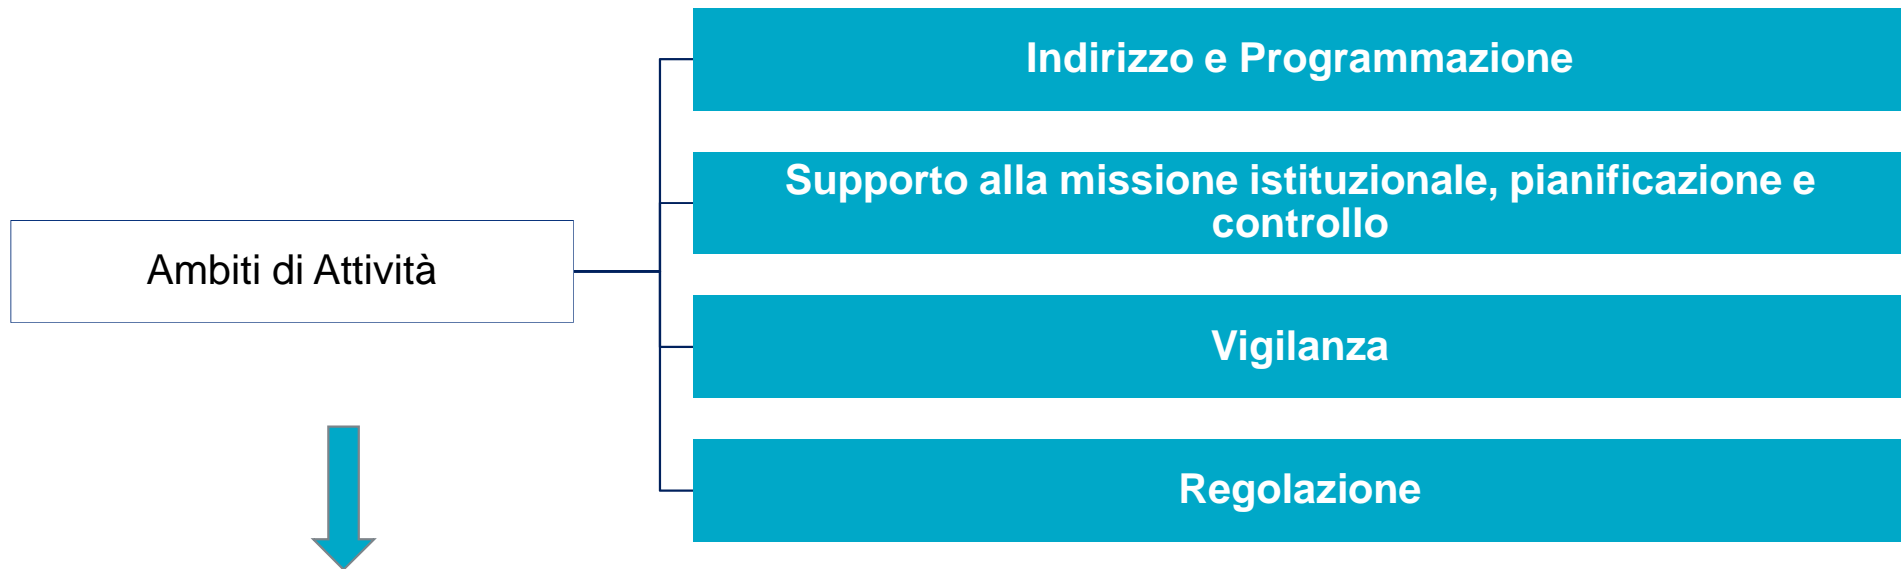 Indirizzo e Programmazione
Supporto alla missione istituzionale, pianificazione e
controllo
Ambiti di Attività
Vigilanza
Regolazione